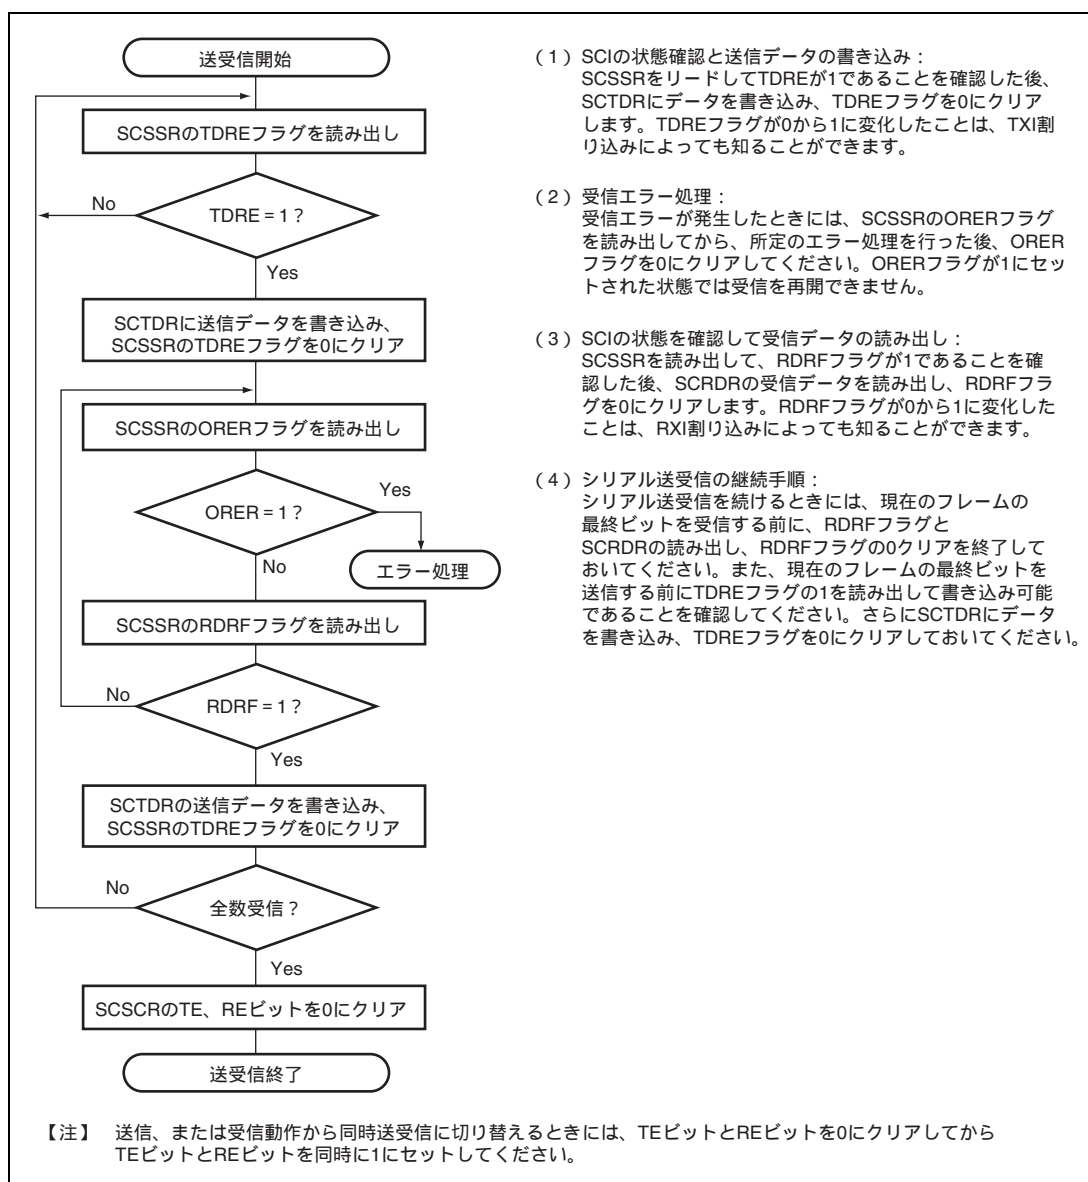 送受信開始
SCSSRのTDREフラグを読み出し
TDRE = 1 ?
No
Yes
SCTDRに送信データを書き込み、
SCSSRのTDREフラグを0にクリア
SCSSRのORERフラグを読み出し
ORER = 1 ?
Yes
エラー処理
No
SCSSRのRDRFフラグを読み出し
No
RDRF = 1 ?
Yes
SCTDRの送信データを書き込み、
SCSSRのTDREフラグを0にクリア
No
全数受信?
Yes
SCSCRのTE、REビットを0にクリア
送受信終了
(1)SCIの状態確認と送信データの書き込み:
SCSSRをリードしてTDREが1であることを確認した後、
SCTDRにデータを書き込み、TDREフラグを0にクリア
します。TDREフラグが0から1に変化したことは、TXI割
り込みによっても知ることができます。
(2)受信エラー処理:
受信エラーが発生したときには、SCSSRのORERフラグ
を読み出してから、所定のエラー処理を行った後、ORER
フラグを0にクリアしてください。ORERフラグが1にセッ
トされた状態では受信を再開できません。
(3)SCIの状態を確認して受信データの読み出し:
SCSSRを読み出して、RDRFフラグが1であることを確
認した後、SCRDRの受信データを読み出し、RDRFフラ
グを0にクリアします。RDRFフラグが0から1に変化した
ことは、RXI割り込みによっても知ることができます。
(4)シリアル送受信の継続手順:
シリアル送受信を続けるときには、現在のフレームの
最終ビットを受信する前に、RDRFフラグと
SCRDRの読み出し、RDRFフラグの0クリアを終了して
おいてください。また、現在のフレームの最終ビットを
送信する前にTDREフラグの1を読み出して書き込み可能
であることを確認してください。さらにSCTDRにデータ
を書き込み、TDREフラグを0にクリアしておいてください。
【注】 送信、または受信動作から同時送受信に切り替えるときには、TEビットとREビットを0にクリアしてから
TEビットとREビットを同時に1にセットしてください。